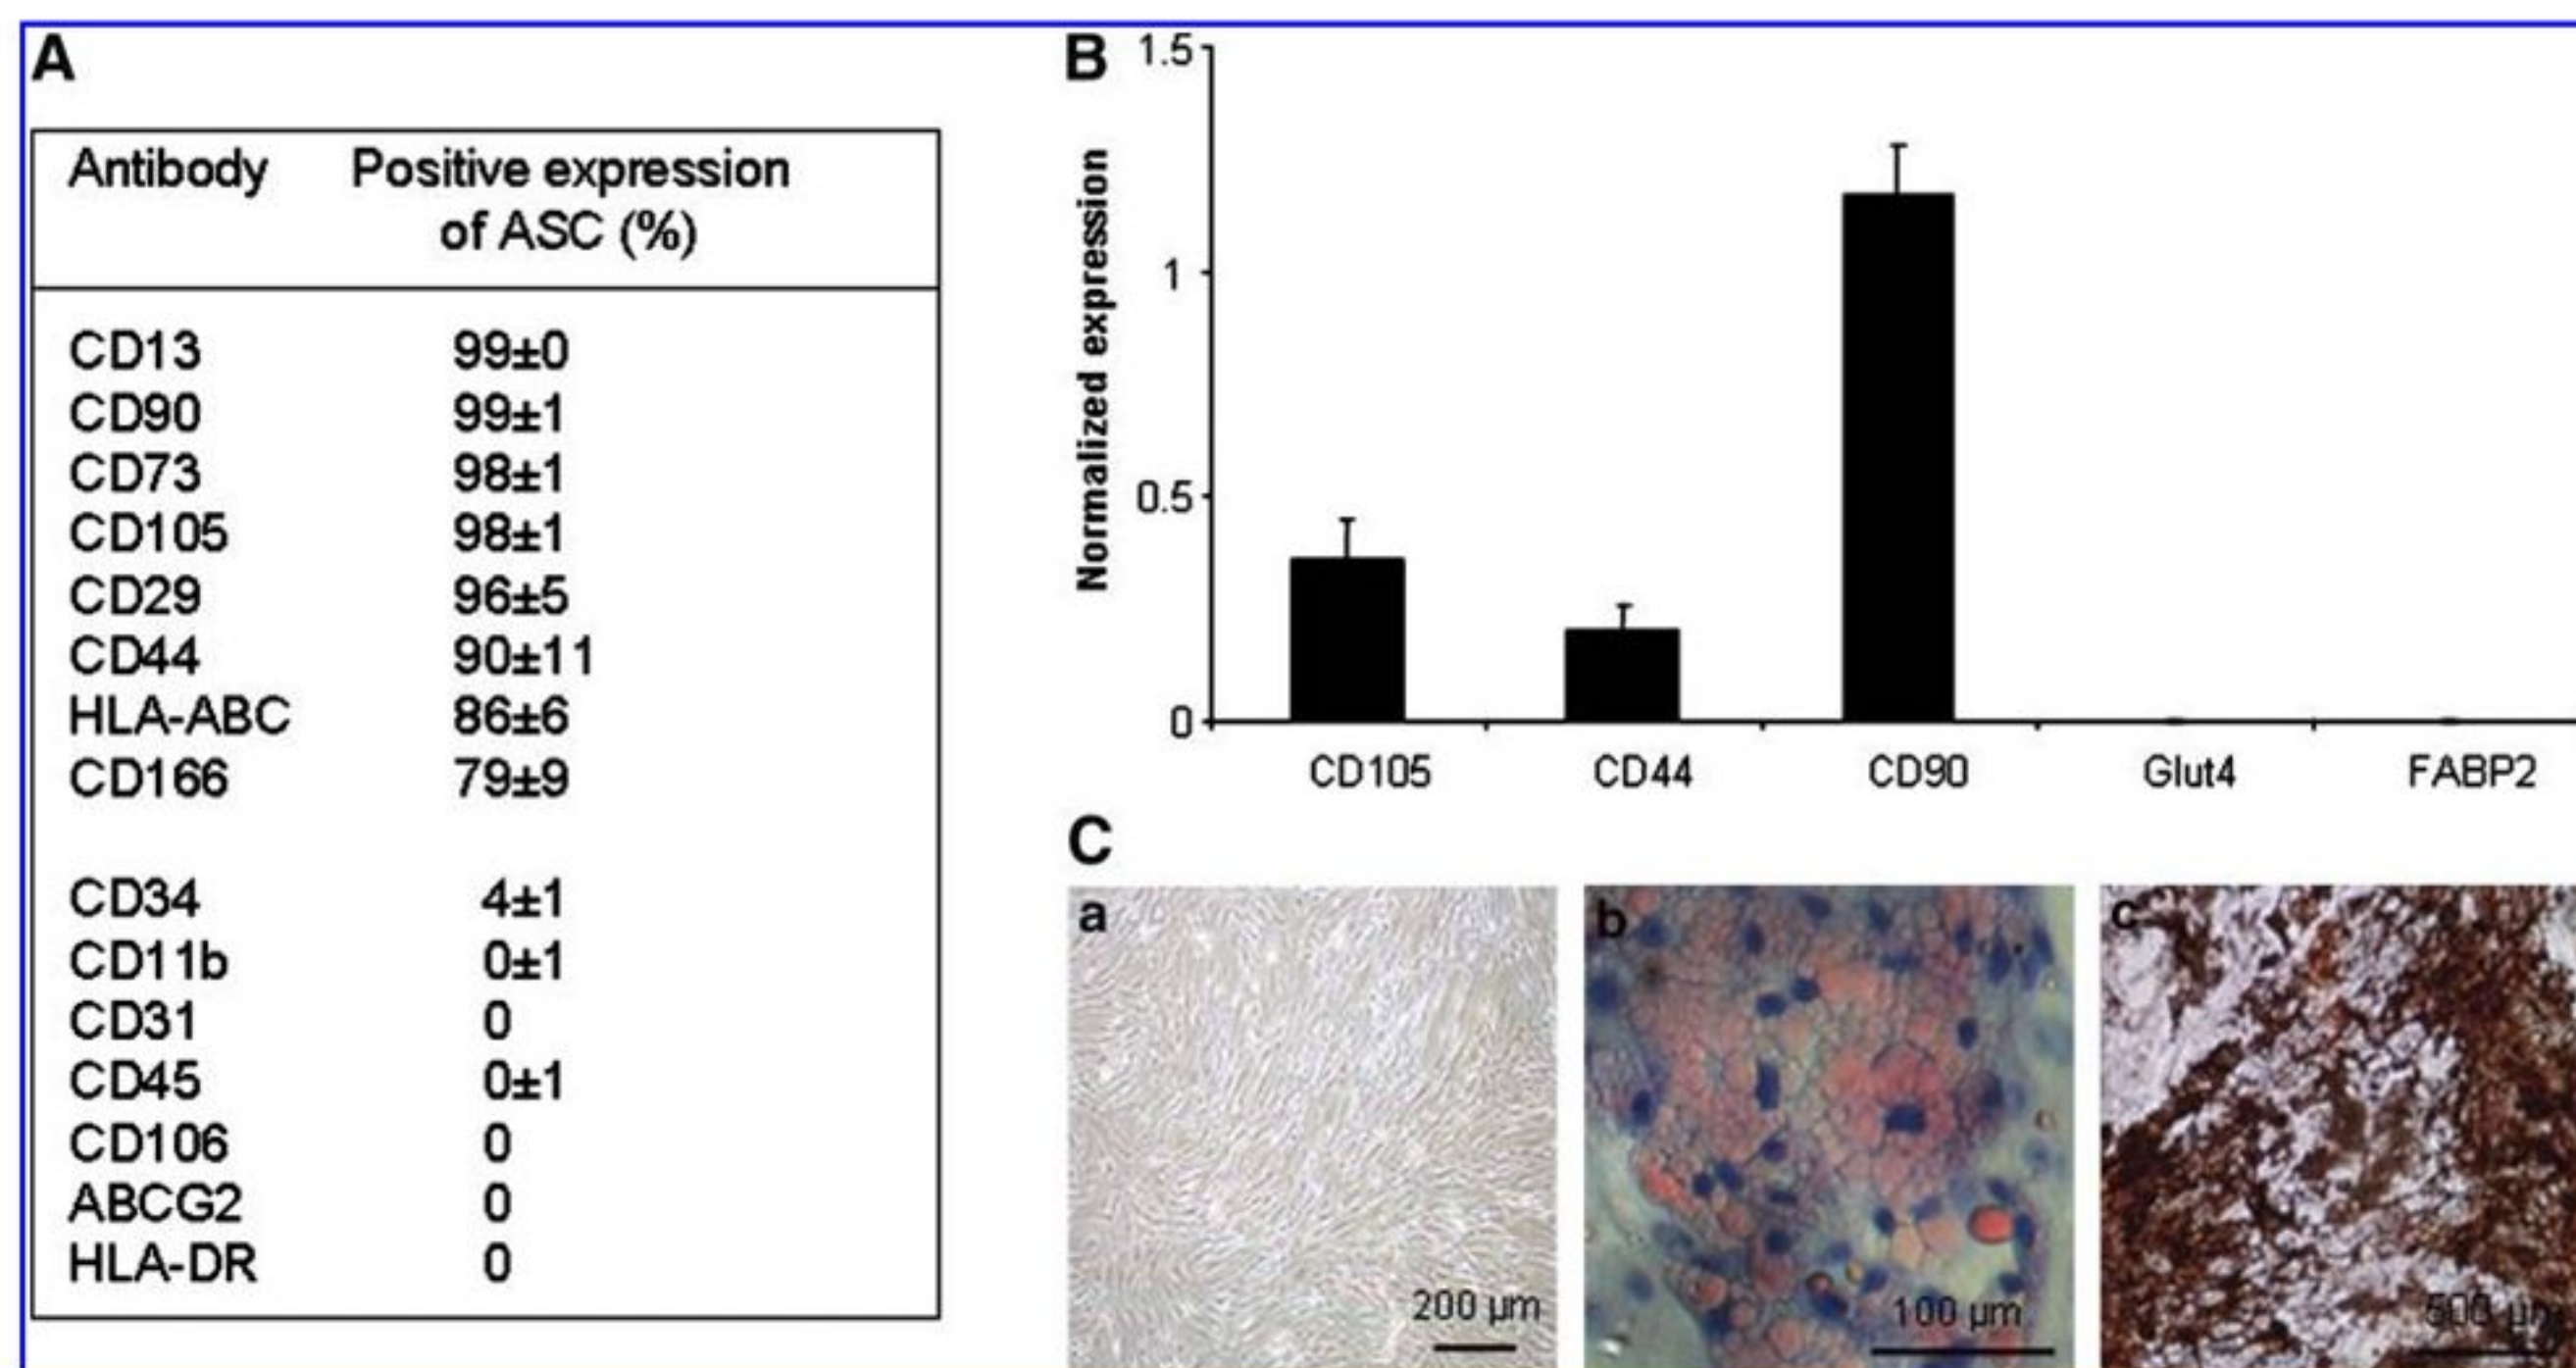 A
Antibody Positive expression
of ASC (%)
CD13 99±0
CD90 99±1
CD73 98±1
CD105 98±1
CD29 96±5
CD44 90±11
HLA-ABC 86±6
CD166 79±9
CD34 4±1
CD11b 0±1
CD31 0
CD45 0±1
CD106 0
ABCG2 0
HLA-DR 0
B
Normalized expression
1.5
1
0.5
0
CD105 CD44 CD90 Glut4 FABP2
C
a b c
200 µm 100 µm 500 µm